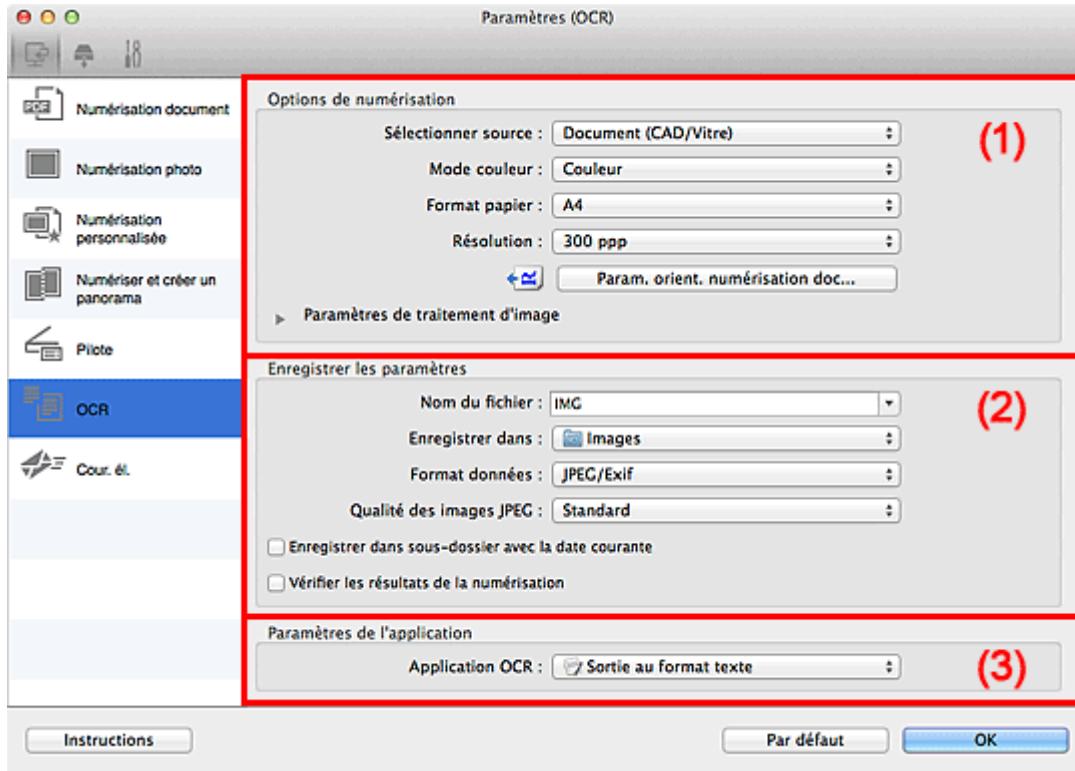 Paramètres (OCR)
Numérisation document
Numérisation photo
Numérisation
personnalisée
Numériser et créer un
panorama
Pilote
OCR
Cour. él.
Options de numérisation
(1)
Sélectionner source : Document (CAD/Vitre)
Mode couleur : Couleur
Format papier : A4
Résolution : 300 ppp
Param. orient. numérisation doc...
Paramètres de traitement d'image
Enregistrer les paramètres
(2)
Nom du fichier : IMG
Enregistrer dans : Images
Format données : JPEG/Exif
Qualité des images JPEG : Standard
Enregistrer dans sous-dossier avec la date courante
Vérifier les résultats de la numérisation
Paramètres de l'application
(3)
Application OCR : Sortie au format texte
Instructions
Par défaut
OK